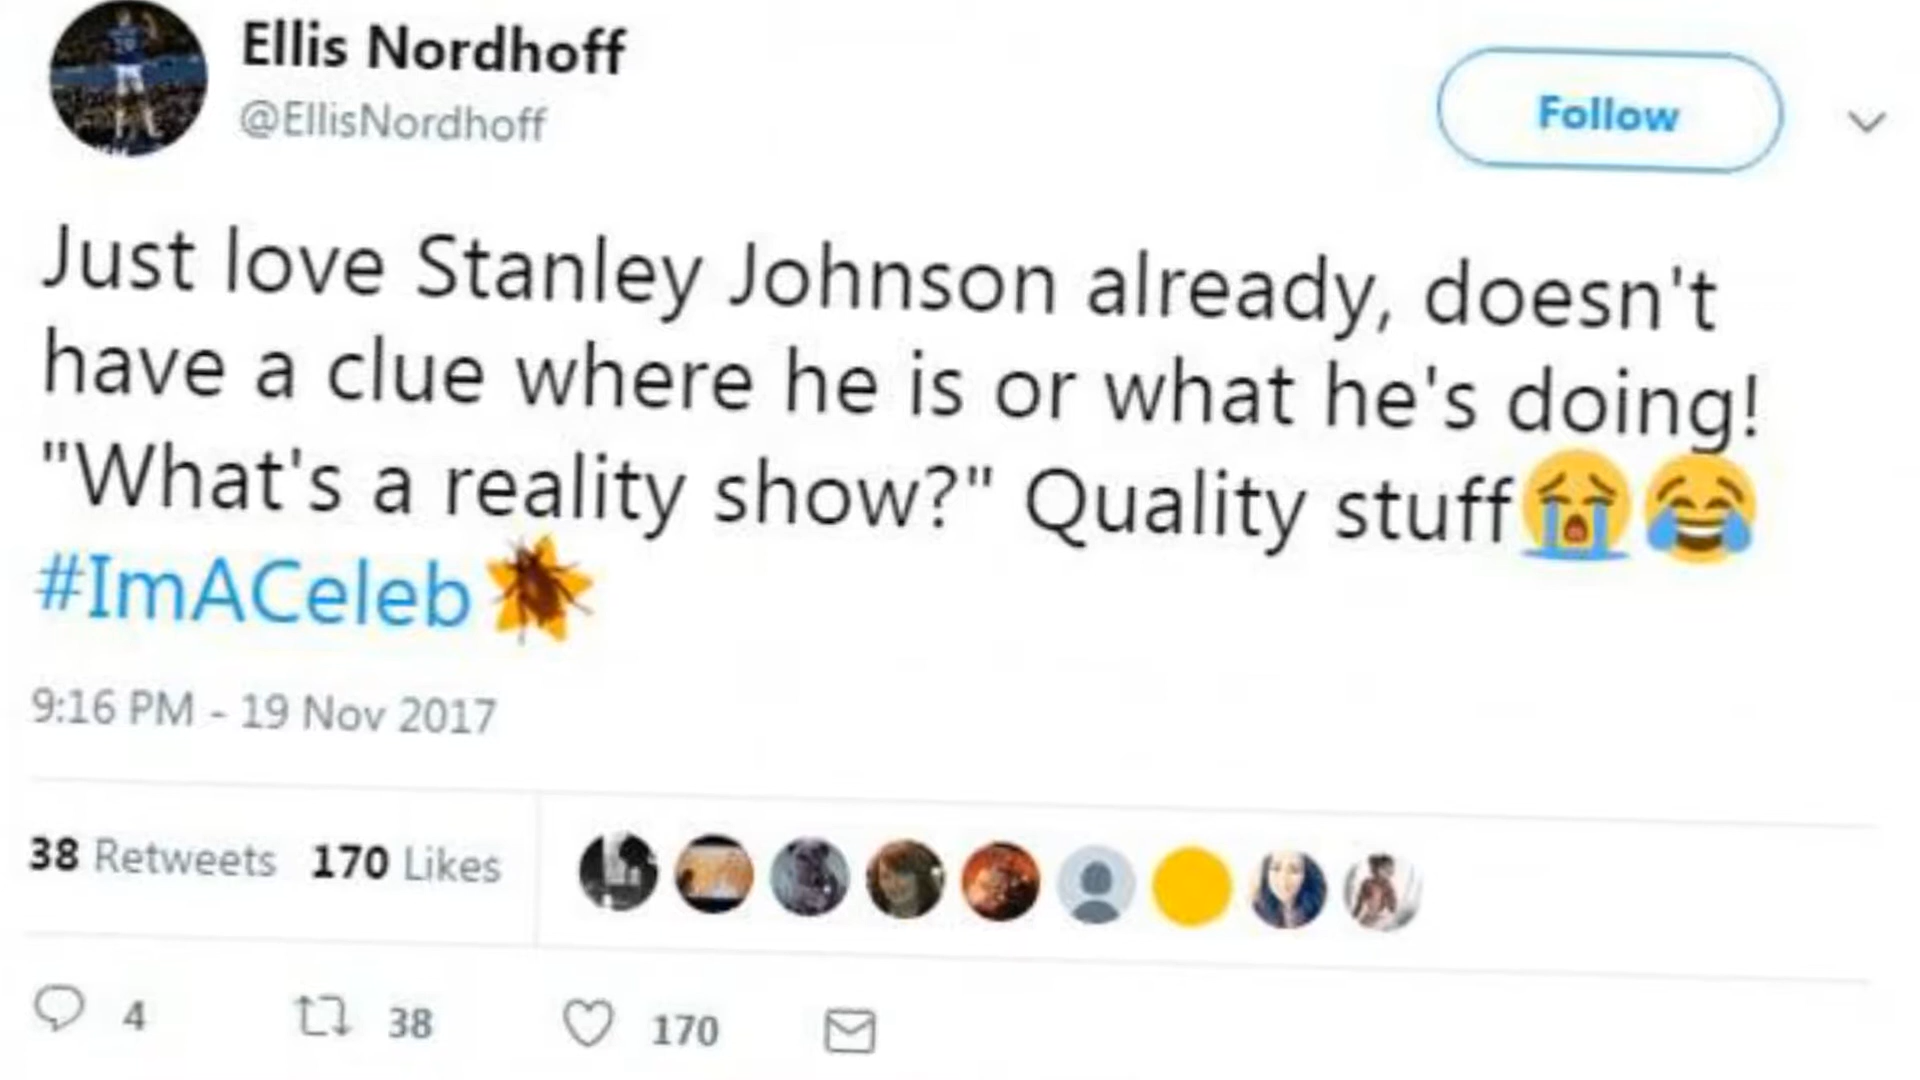 Ellis Nordhoff
@EllisNordhoff
Follow
Just love Stanley Johnson already, doesn't
have a clue where he is or what he's doing!
"What's a reality show?" Quality stuff😭😂
#ImACeleb
9:16 PM - 19 Nov 2017
38 Retweets 170 Likes
4 38 170